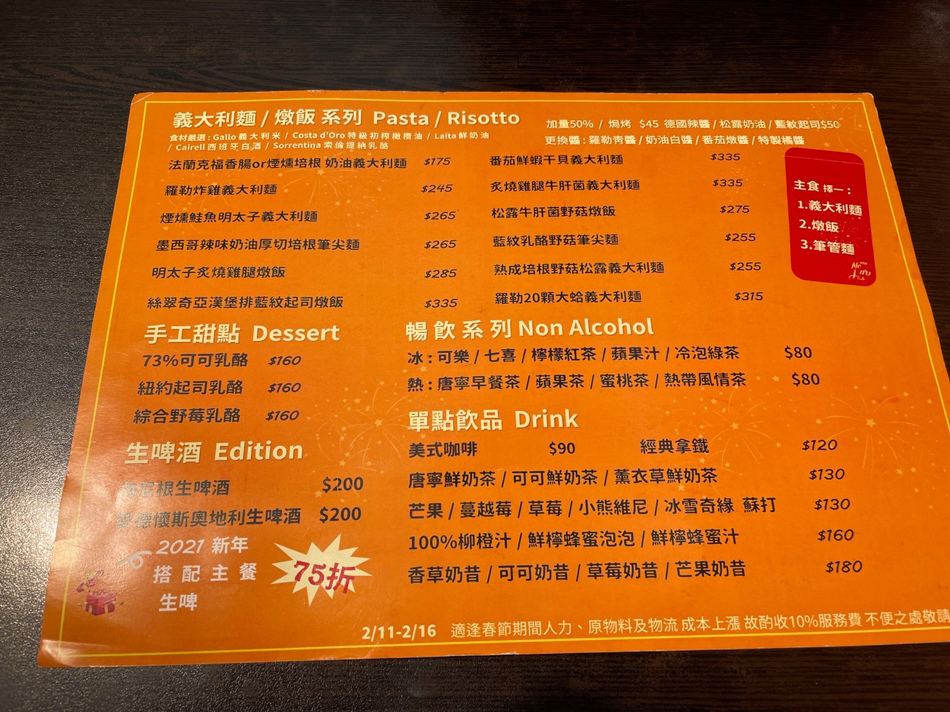 義大利麵 / 燉飯 系列 Pasta / Risotto
食材嚴選 : Gallo 義大利米 / Costa d'Oro 特級初榨橄欖油 / Laita 鮮奶油
/ Cairell 西班牙白酒 / Sorrentina 索倫提納乳酪
加量50% / 焗烤 $45 德國辣醬 / 松露奶油 / 藍紋起司$50
更換醬 : 羅勒青醬 / 奶油白醬 / 番茄燉醬 / 特製橘醬
法蘭克福香腸or煙燻培根 奶油義大利麵 $175
羅勒炸雞義大利麵 $245
煙燻鮭魚明太子義大利麵 $265
墨西哥辣味奶油厚切培根筆尖麵 $265
明太子炙燒雞腿燉飯 $285
絲翠奇亞漢堡排藍紋起司燉飯 $335
番茄鮮蝦干貝義大利麵 $335
炙燒雞腿牛肝菌義大利麵 $335
松露牛肝菌野菇燉飯 $275
藍紋乳酪野菇筆尖麵 $255
熟成培根野菇松露義大利麵 $255
羅勒20顆大蛤義大利麵 $315
主食 擇一 :
1.義大利麵
2.燉飯
3.筆管麵
手工甜點 Dessert
73%可可乳酪 $160
紐約起司乳酪 $160
綜合野莓乳酪 $160
生啤酒 Edition
根生啤酒 $200
德懷斯奧地利生啤酒 $200
2021 新年
搭配主餐
生啤
75折
暢飲系列 Non Alcohol
冰 : 可樂 / 七喜 / 檸檬紅茶 / 蘋果汁 / 冷泡綠茶 $80
熱 : 唐寧早餐茶 / 蘋果茶 / 蜜桃茶 / 熱帶風情茶 $80
單點飲品 Drink
美式咖啡 $90 經典拿鐵 $120
唐寧鮮奶茶 / 可可鮮奶茶 / 薰衣草鮮奶茶 $130
芒果 / 蔓越莓 / 草莓 / 小熊維尼 / 冰雪奇緣 蘇打 $130
100%柳橙汁 / 鮮檸蜂蜜泡泡 / 鮮檸蜂蜜汁 $160
香草奶昔 / 可可奶昔 / 草莓奶昔 / 芒果奶昔 $180
2/11-2/16 適逢春節期間人力、原物料及物流 成本上漲 故酌收10%服務費 不便之處敬請